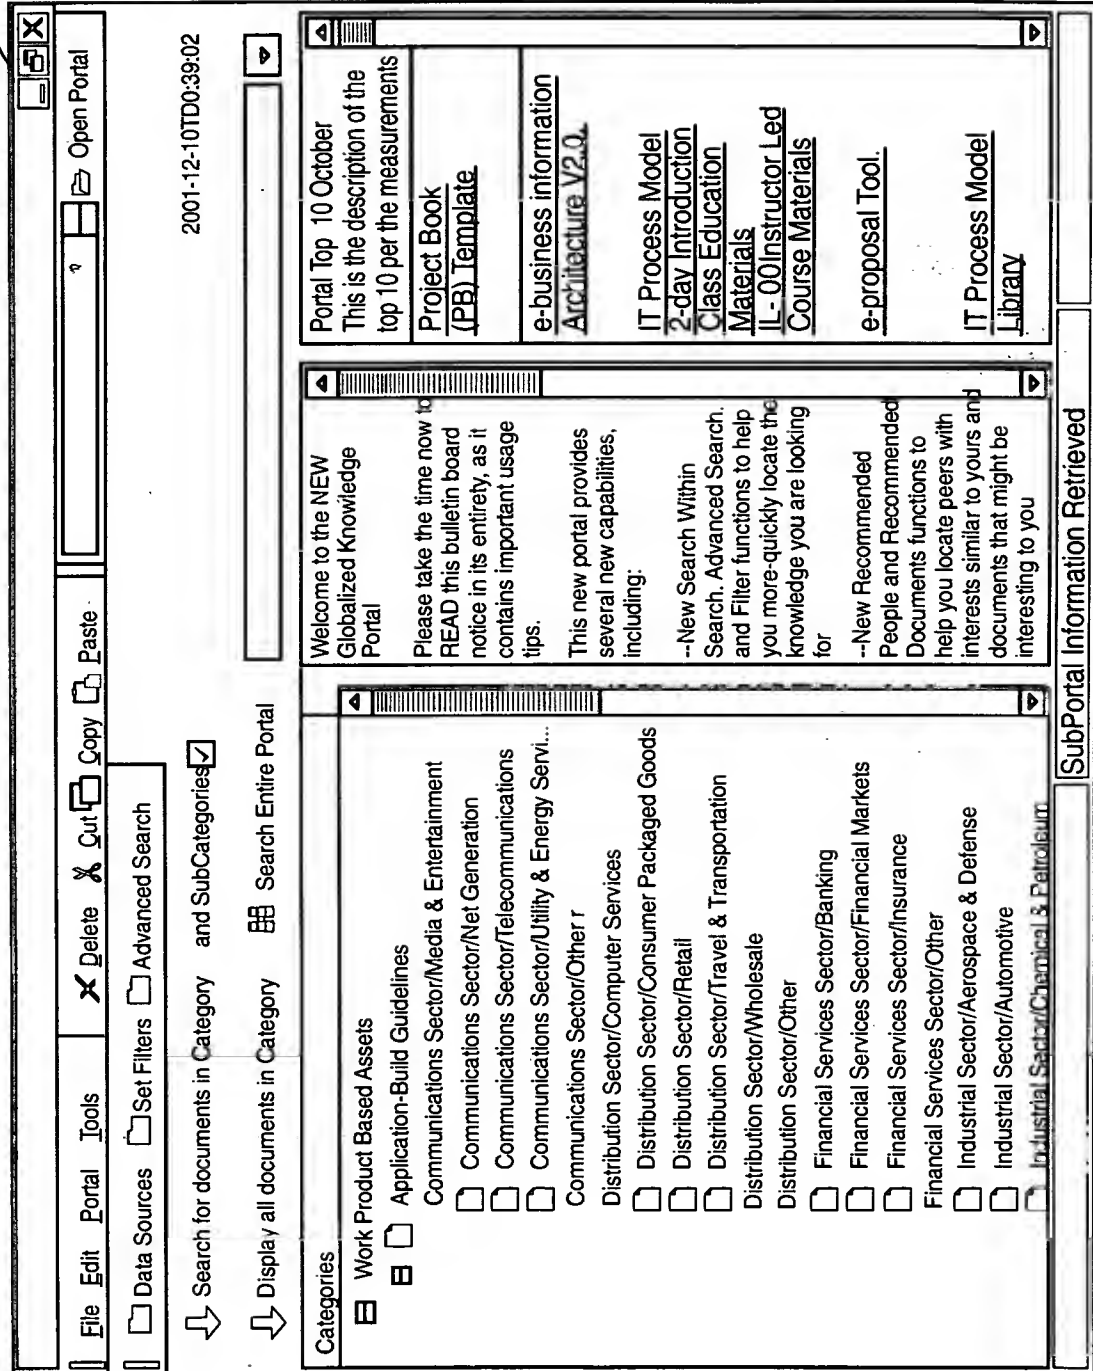 File Edit Portal Tools
Delete Cut Copy Paste
Open Portal
Data Sources Set Filters Advanced Search
Search for documents in Category and SubCategories
2001-12-10TD0:39:02
Display all documents in Category Search Entire Portal
Categories
Work Product Based Assets
Application-Build Guidelines
Communications Sector/Media & Entertainment
Communications Sector/Net Generation
Communications Sector/Telecommunications
Communications Sector/Utility & Energy Servi...
Communications Sector/Other r
Distribution Sector/Computer Services
Distribution Sector/Consumer Packaged Goods
Distribution Sector/Retail
Distribution Sector/Travel & Transportation
Distribution Sector/Wholesale
Distribution Sector/Other
Financial Services Sector/Banking
Financial Services Sector/Financial Markets
Financial Services Sector/Insurance
Financial Services Sector/Other
Industrial Sector/Aerospace & Defense
Industrial Sector/Automotive
Industrial Sector/Chemical & Petroleum
Welcome to the NEW
Globalized Knowledge
Portal
Please take the time now to
READ this bulletin board
notice in its entirety, as it
contains important usage
tips.
This new portal provides
several new capabilities,
including:
--New Search Within
Search. Advanced Search.
and Filter functions to help
you more-quickly locate the
knowledge you are looking
for
--New Recommended
People and Recommended
Documents functions to
help you locate peers with
interests similar to yours and
documents that might be
interesting to you
Portal Top 10 October
This is the description of the
top 10 per the measurements
Project Book
(PB) Template
e-business information
Architecture V2.0.
IT Process Model
2-day Introduction
Class Education
Materials
IL- 00Instructor Led
Course Materials
e-proposal Tool.
IT Process Model
Library
SubPortal Information Retrieved